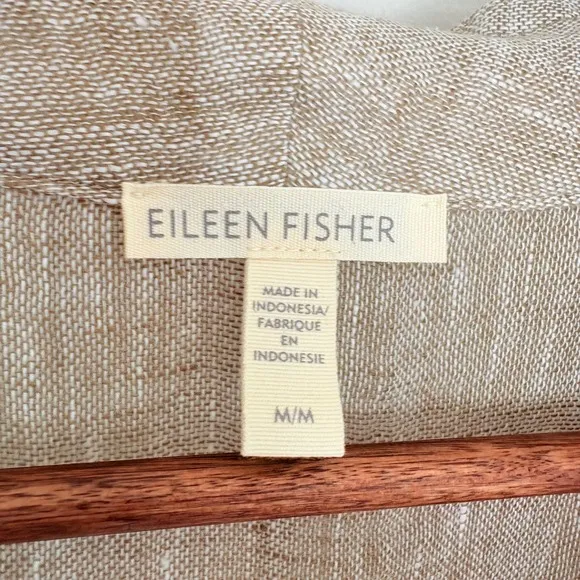 EILEEN FISHER
MADE IN
INDONESIA/
FABRIQUE
EN
INDONESIE
M/M